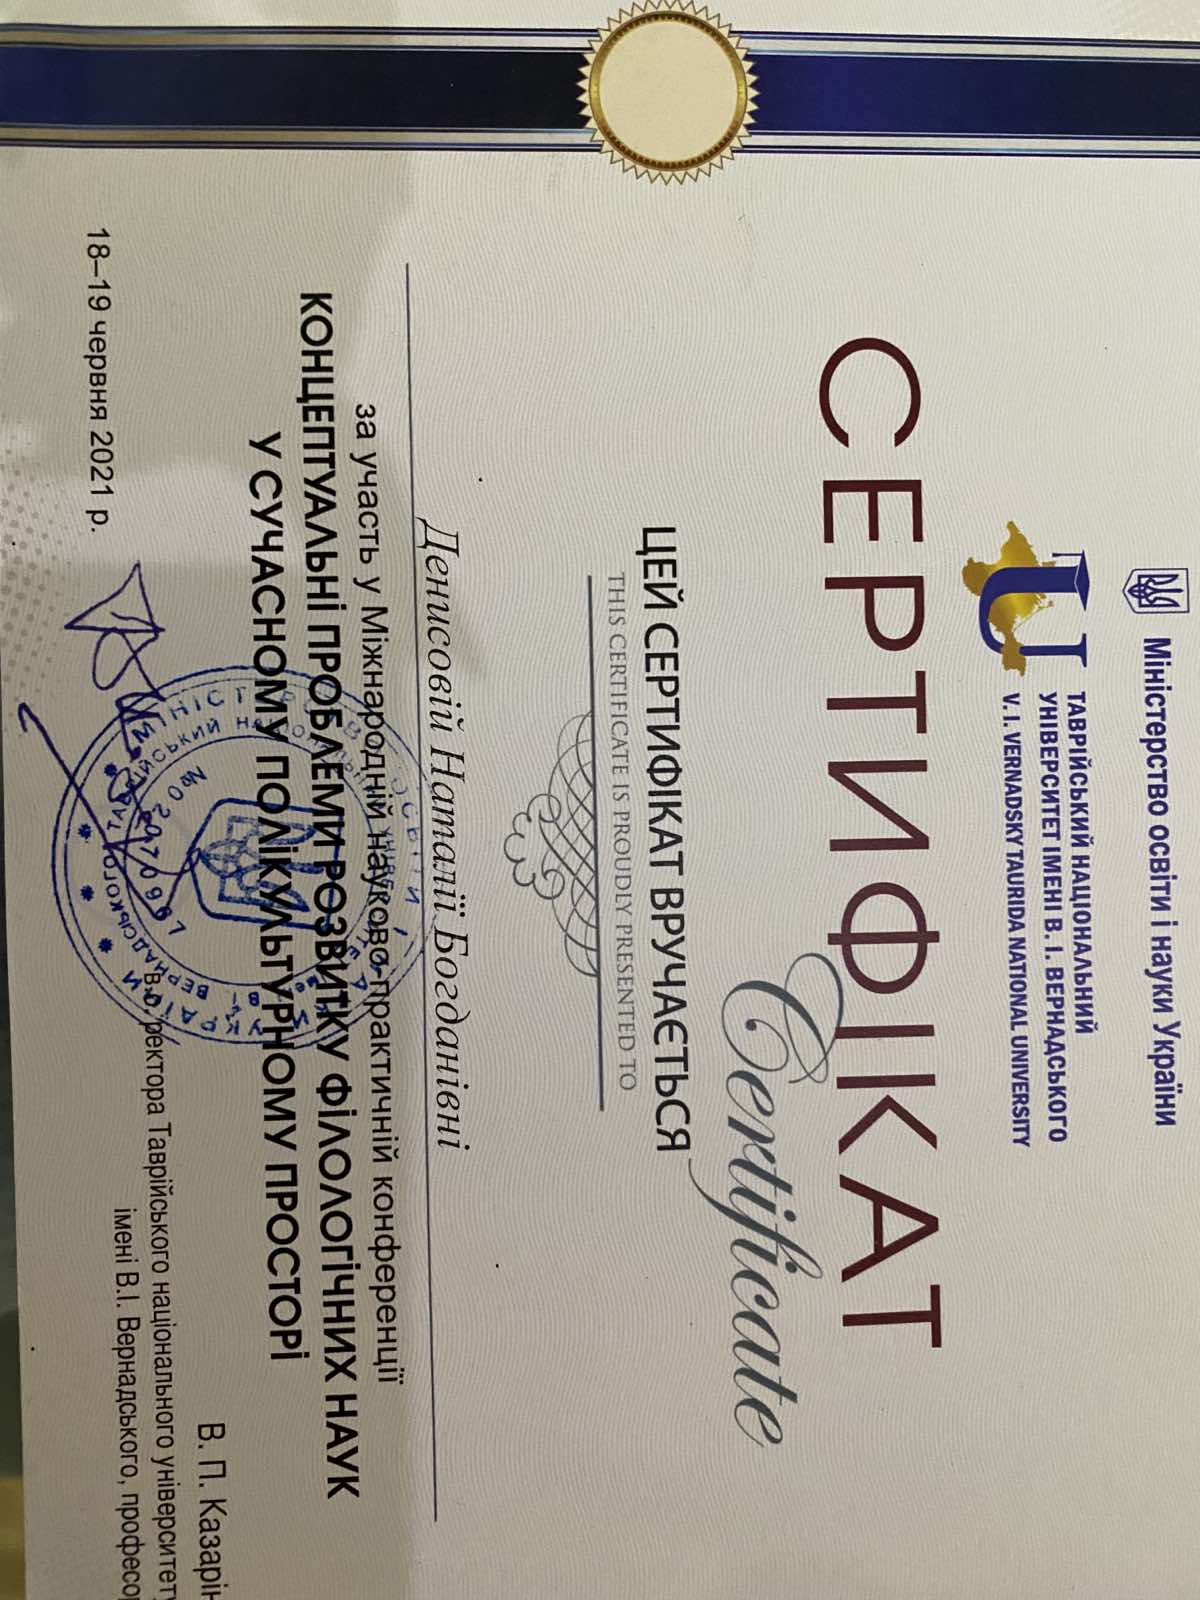 Міністерство освіти і науки України
ТАВРІЙСЬКИЙ НАЦІОНАЛЬНИЙ
УНІВЕРСИТЕТ ІМЕНІ В. І. ВЕРНАДСЬКОГО
V. I. VERNADSKY TAURIDA NATIONAL UNIVERSITY
СЕРТИФІКАТ
Certificate
ЦЕЙ СЕРТИФІКАТ ВРУЧАЄТЬСЯ
THIS CERTIFICATE IS PROUDLY PRESENTED TO
Денисовій Наталії Богданівні
за участь у Міжнародній науково-практичній конференції
КОНЦЕПТУАЛЬНІ ПРОБЛЕМИ РОЗВИТКУ ФІЛОЛОГІЧНИХ НАУК
У СУЧАСНОМУ ПОЛІКУЛЬТУРНОМУ ПРОСТОРІ
18–19 червня 2021 р.
В. П. Казарін
В.о. ректора Таврійського національного університету
імені В.І. Вернадського, професор